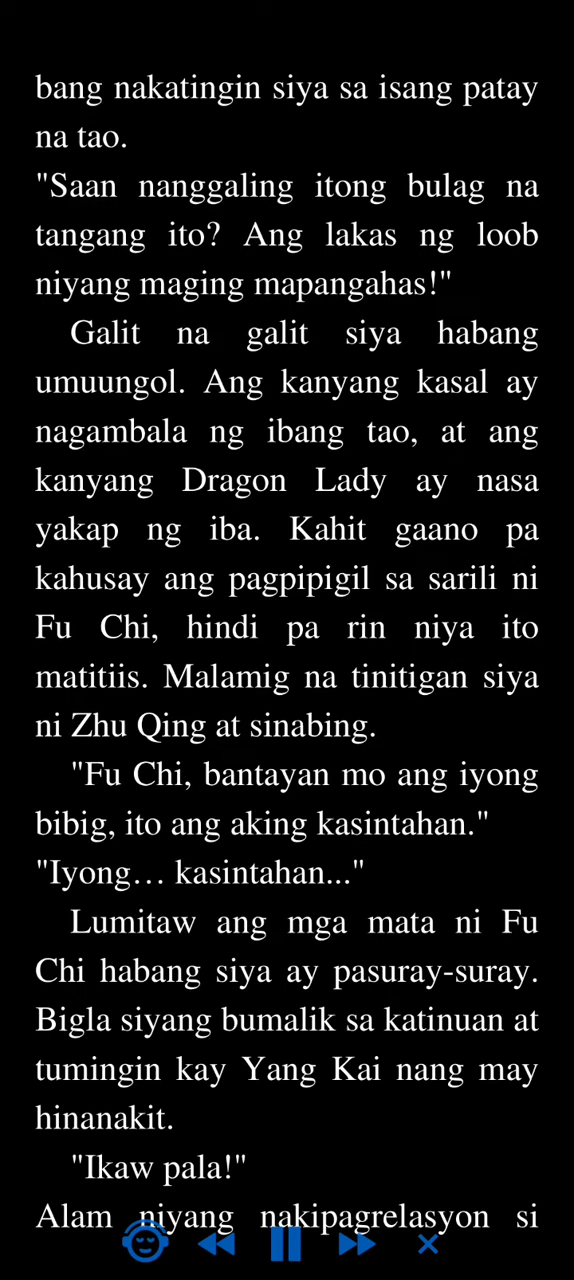 bang nakatingin siya sa isang patay
na tao.
"Saan nanggaling itong bulag na
tangang ito? Ang lakas ng loob
niyang maging mapangahas!"
Galit na galit siya habang
umuungol. Ang kanyang kasal ay
nagambala ng ibang tao, at ang
kanyang Dragon Lady ay nasa
yakap ng iba. Kahit gaano pa
kahusay ang pagpipigil sa sarili ni
Fu Chi, hindi pa rin niya ito
matitiis. Malamig na tinitigan siya
ni Zhu Qing at sinabing.
"Fu Chi, bantayan mo ang iyong
bibig, ito ang aking kasintahan."
"Iyong… kasintahan..."
Lumitaw ang mga mata ni Fu
Chi habang siya ay pasuray-suray.
Bigla siyang bumalik sa katinuan at
tumingin kay Yang Kai nang may
hinanakit.
"Ikaw pala!"
Alam niyang nakipagrelasyon si